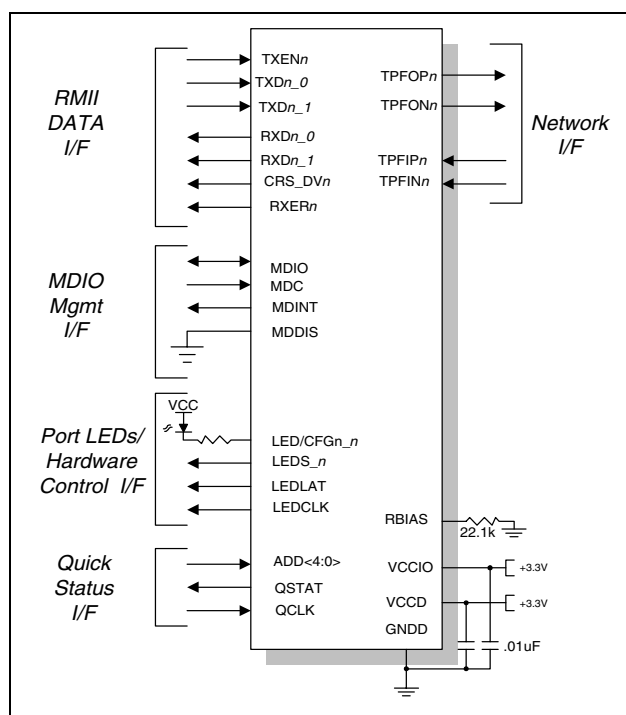 RMII
DATA
I/F
TXENn
TXDn_0
TXDn_1
RXDn_0
RXDn_1
CRS_DVn
RXERn
TPFOPn
TPFONn
TPFIPn
TPFINn
Network
I/F
MDIO
Mgmt
I/F
MDIO
MDC
MDINT
MDDIS
Port LEDs/
Hardware
Control I/F
VCC
LED/CFGn_n
LEDS_n
LEDLAT
LEDCLK
RBIAS
22.1k
Quick
Status
I/F
ADD<4:0>
QSTAT
QCLK
VCCIO
+3.3V
VCCD
+3.3V
GNDD
.01uF